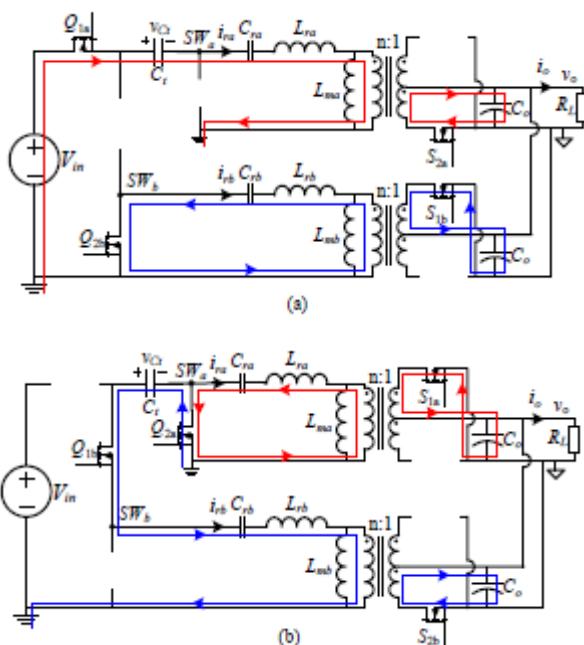 Q1a
vCt
SWa
ira
Cra
Lra
n:1
Ct
Lma
io
vo
Co
RL
S2a
Vin
SWb
irb
Crb
Lrb
n:1
Q2b
Lmb
S1b
Co
(a)
vCt
SWa
ira
Cra
Lra
n:1
Ct
Q2a
Lma
S1a
io
vo
Co
RL
Q1b
Vin
SWb
irb
Crb
Lrb
n:1
Lmb
Co
S2b
(b)